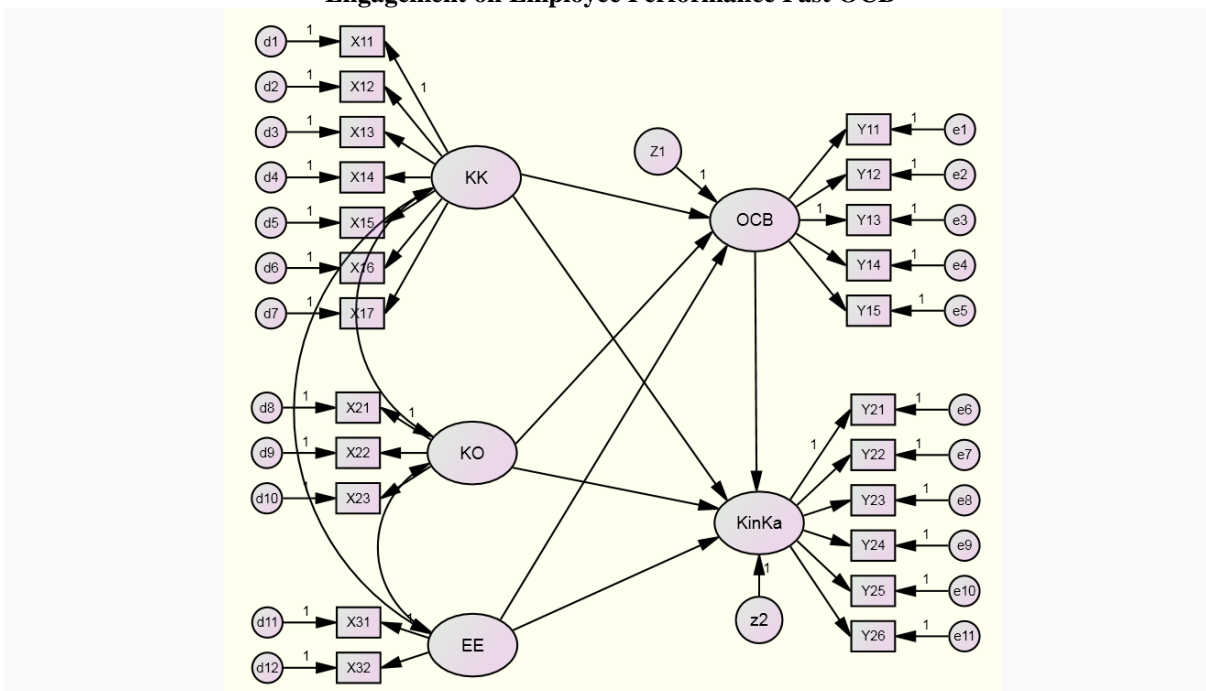 Engagement on Employee Performance Past OCB
d1 1 X11
1
d2 1 X12
d3 1 X13
d4 1 X14
KK
d5 1 X15
d6 1 X16
d7 1 X17
Z1
1
OCB
Y11 1 e1
Y12 1 e2
1 Y13 1 e3
Y14 1 e4
Y15 1 e5
d8 1 X21
1
d9 1 X22
KO
d10 1 X23
d11 1 X31
1
d12 1 X32
EE
KinKa
1
z2
Y21 1 e6
1
Y22 1 e7
Y23 1 e8
Y24 1 e9
Y25 1 e10
Y26 1 e11